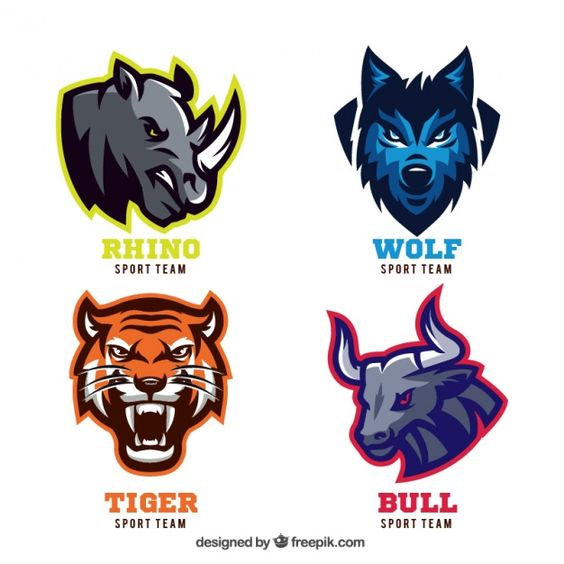 RHINO
SPORT TEAM
WOLF
SPORT TEAM
TIGER
SPORT TEAM
BULL
SPORT TEAM
designed by freepik.com